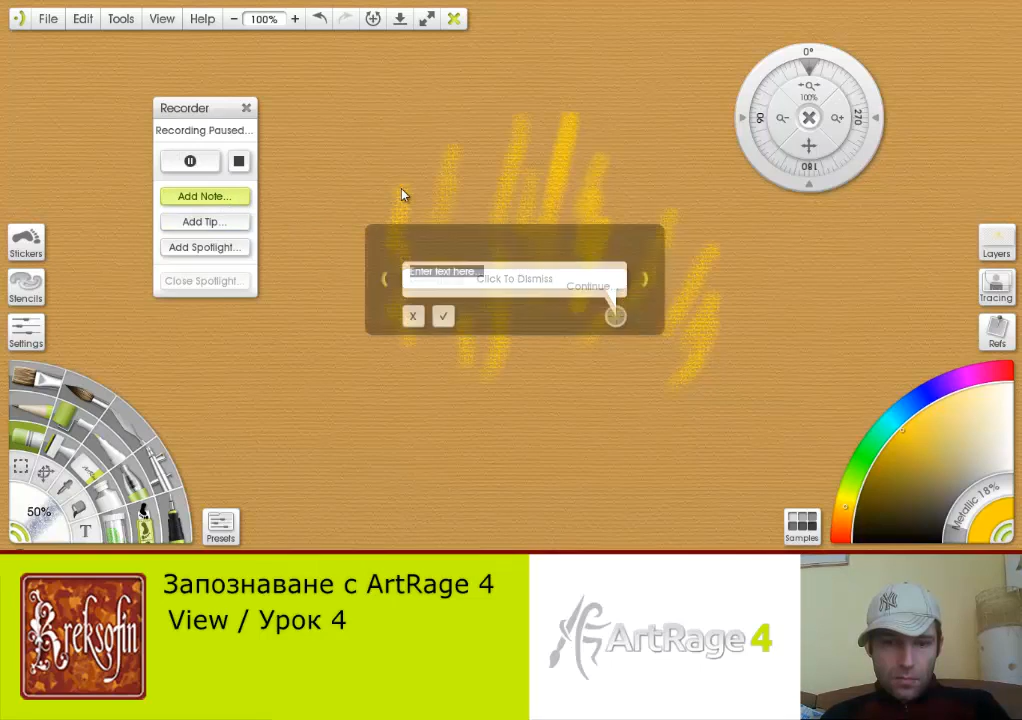 File Edit Tools View Help − 100% +
0°
100%
90
270
180
Recorder
Recording Paused...
Add Note...
Add Tip...
Add Spotlight...
Close Spotlight...
Enter text here...
Click To Dismiss
Continue...
X
Stickers
Stencils
Settings
Layers
Tracing
Refs
50%
T
Presets
Samples
Metallic 18%
Запознаване с ArtRage 4
View / Урок 4
Kreksofin
ArtRage 4